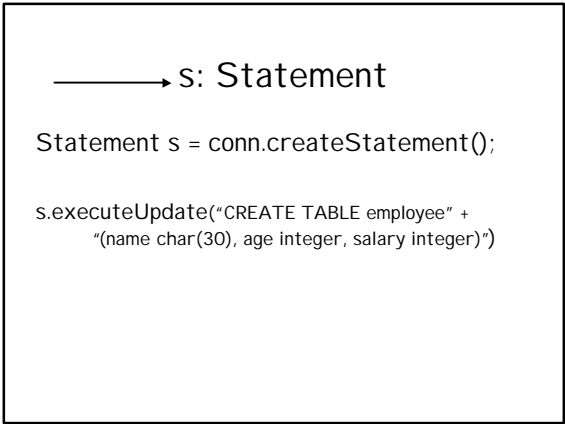 s: Statement
Statement s = conn.createStatement();
s.executeUpdate(“CREATE TABLE employee” +
“(name char(30), age integer, salary integer)”)